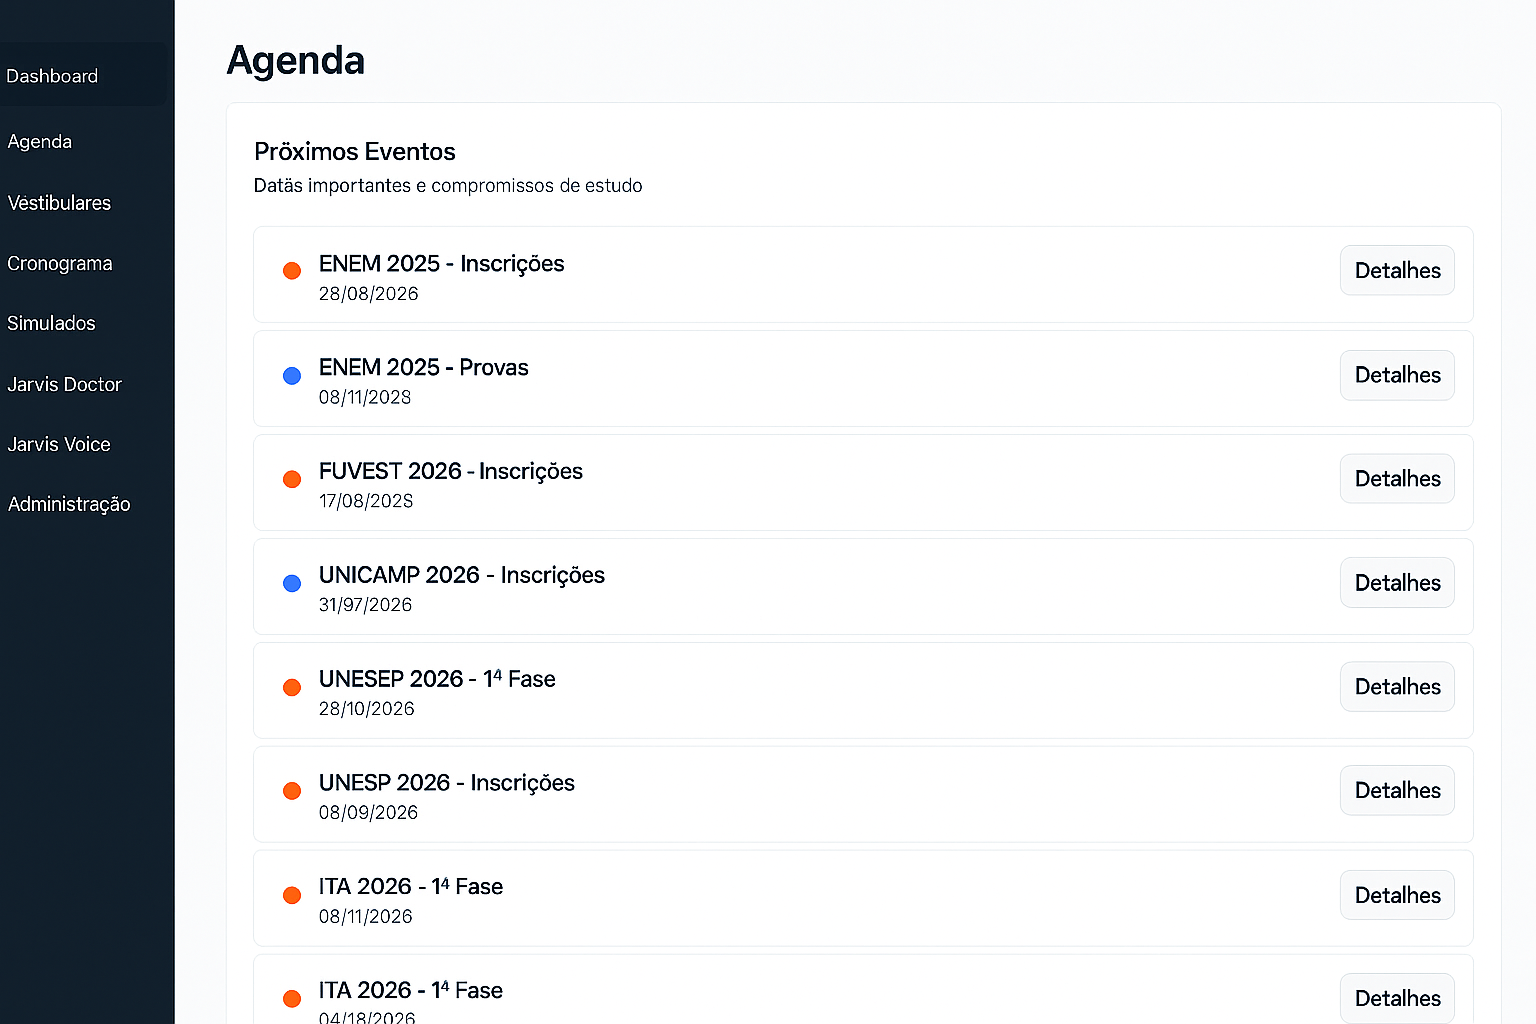 Dashboard
Agenda
Vestibulares
Cronograma
Simulados
Jarvis Doctor
Jarvis Voice
Administração
Agenda
Pröximos Eventos
Datäs importantes e compromissos de estudo
ENEM 2025 - Inscrições
28/08/2026
Detalhes
ENEM 2025 - Provas
08/11/202S
Detalhes
FUVEST 2026 - Inscrições
17/08/202S
Detalhes
UNICAMP 2026 - Inscrições
31/97/2026
Detalhes
UNESEP 2026 - 1⁴ Fase
28/10/2026
Detalhes
UNESP 2026 - Inscrições
08/09/2026
Detalhes
ITA 2026 - 1⁴ Fase
08/11/2026
Detalhes
ITA 2026 - 1⁴ Fase
04/18/2026
Detalhes